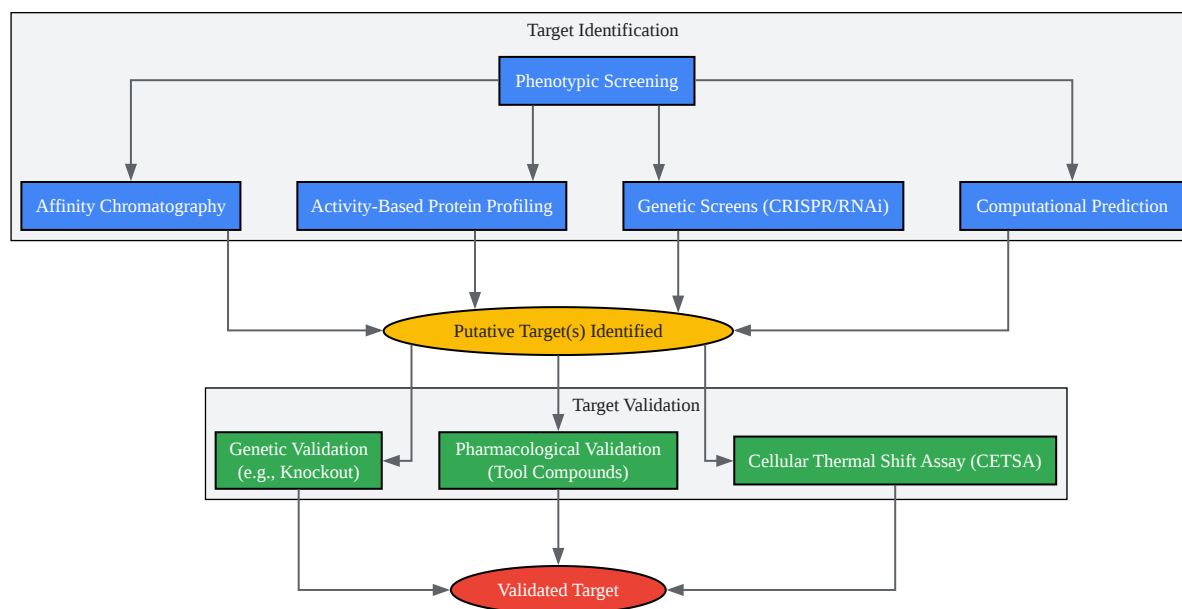 Target Identification
Phenotypic Screening
Affinity Chromatography
Activity-Based Protein Profiling
Genetic Screens (CRISPR/RNAi)
Computational Prediction
Putative Target(s) Identified
Target Validation
Genetic Validation
(e.g., Knockout)
Pharmacological Validation
(Tool Compounds)
Cellular Thermal Shift Assay (CETSA)
Validated Target